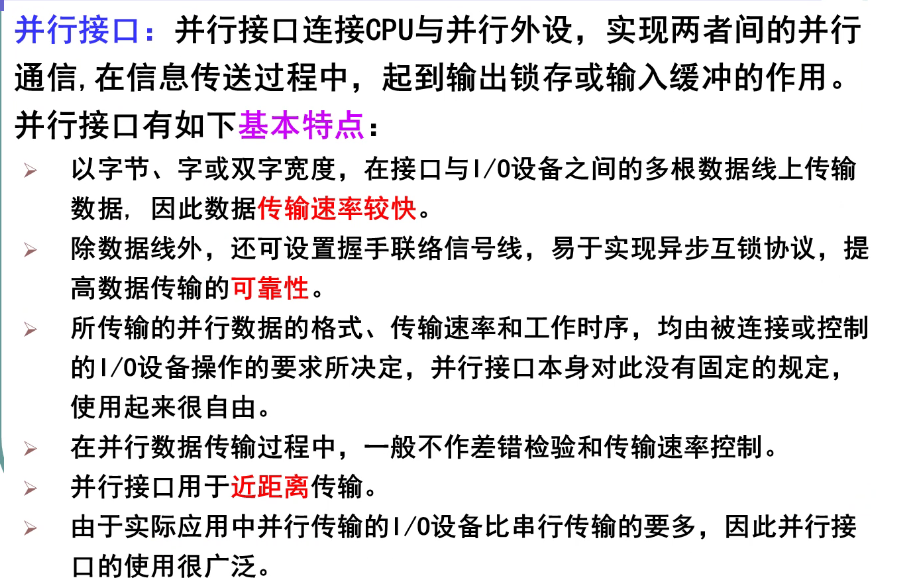 并行接口：并行接口连接CPU与并行外设，实现两者间的并行
通信,在信息传送过程中，起到输出锁存或输入缓冲的作用。
并行接口有如下基本特点：
以字节、字或双字宽度，在接口与I/O设备之间的多根数据线上传输
数据, 因此数据传输速率较快。
除数据线外，还可设置握手联络信号线，易于实现异步互锁协议，提
高数据传输的可靠性。
所传输的并行数据的格式、传输速率和工作时序，均由被连接或控制
的I/O设备操作的要求所决定，并行接口本身对此没有固定的规定，
使用起来很自由。
在并行数据传输过程中，一般不作差错检验和传输速率控制。
并行接口用于近距离传输。
由于实际应用中并行传输的I/O设备比串行传输的要多，因此并行接
口的使用很广泛。